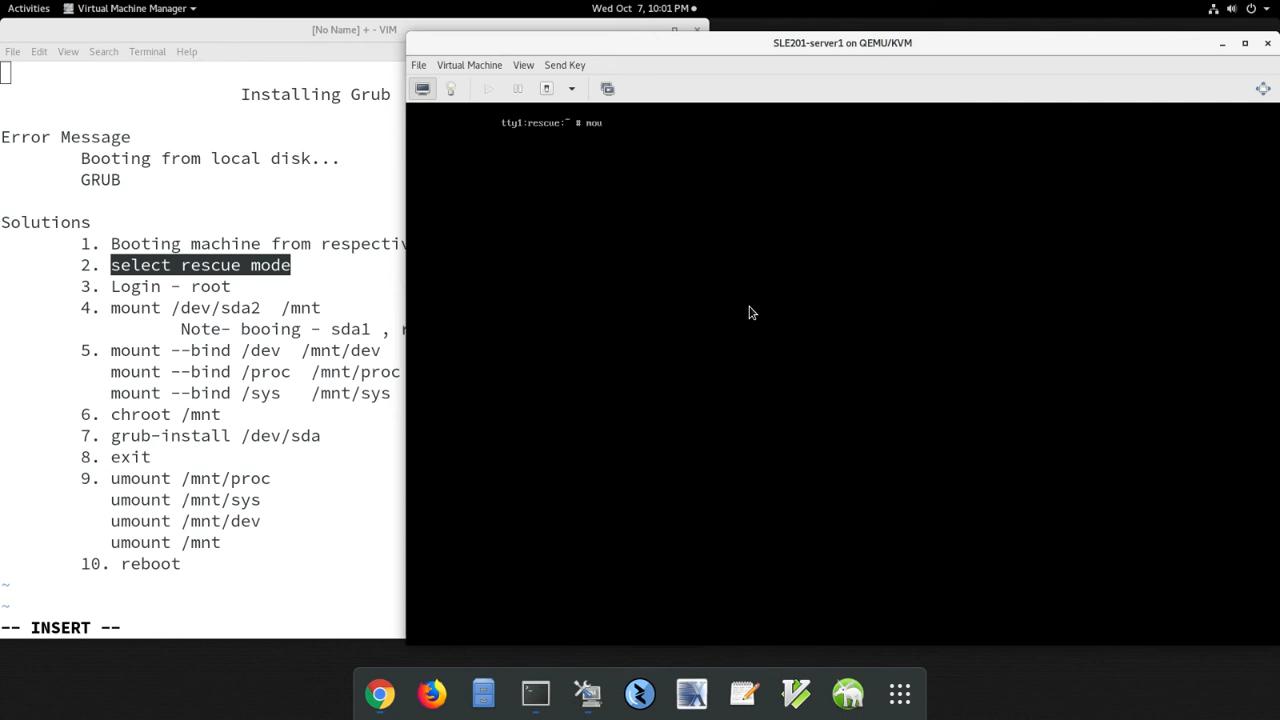 Activities Virtual Machine Manager Wed Oct 7, 10:01 PM
[No Name] + - VIM
File Edit View Search Terminal Help
Installing Grub
Error Message
Booting from local disk...
GRUB
Solutions
1. Booting machine from respectiv
2. select rescue mode
3. Login - root
4. mount /dev/sda2 /mnt
Note- booing - sda1 , r
5. mount --bind /dev /mnt/dev
mount --bind /proc /mnt/proc
mount --bind /sys /mnt/sys
6. chroot /mnt
7. grub-install /dev/sda
8. exit
9. umount /mnt/proc
umount /mnt/sys
umount /mnt/dev
umount /mnt
10. reboot
~
~
-- INSERT --
SLE201-server1 on QEMU/KVM
File Virtual Machine View Send Key
tty1:rescue:~ # mou